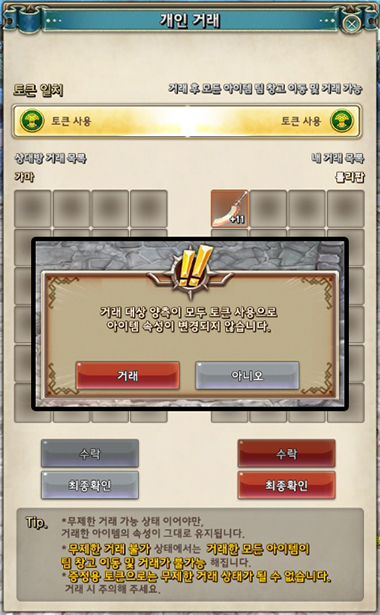 개인 거래
토큰 일치
거래 후 모든 아이템 팀 창고 이동 및 거래 가능
토큰 사용
토큰 사용
상대방 거래 목록
내 거래 목록
가마
롤리팝
+11
거래 대상 양측이 모두 토큰 사용으로
아이템 속성이 변경되지 않습니다.
거래
아니오
수락
수락
최종확인
최종확인
Tip.
*무제한 거래 가능 상태 이어야만,
거래한 아이템의 속성이 그대로 유지됩니다.
*무제한 거래 불가 상태에서는 거래한 모든 아이템이
팀 창고 이동 및 거래가 불가능 해집니다.
*증정용 토큰으로는 무제한 거래 상태가 될 수 없습니다.
거래 시 주의해 주세요.